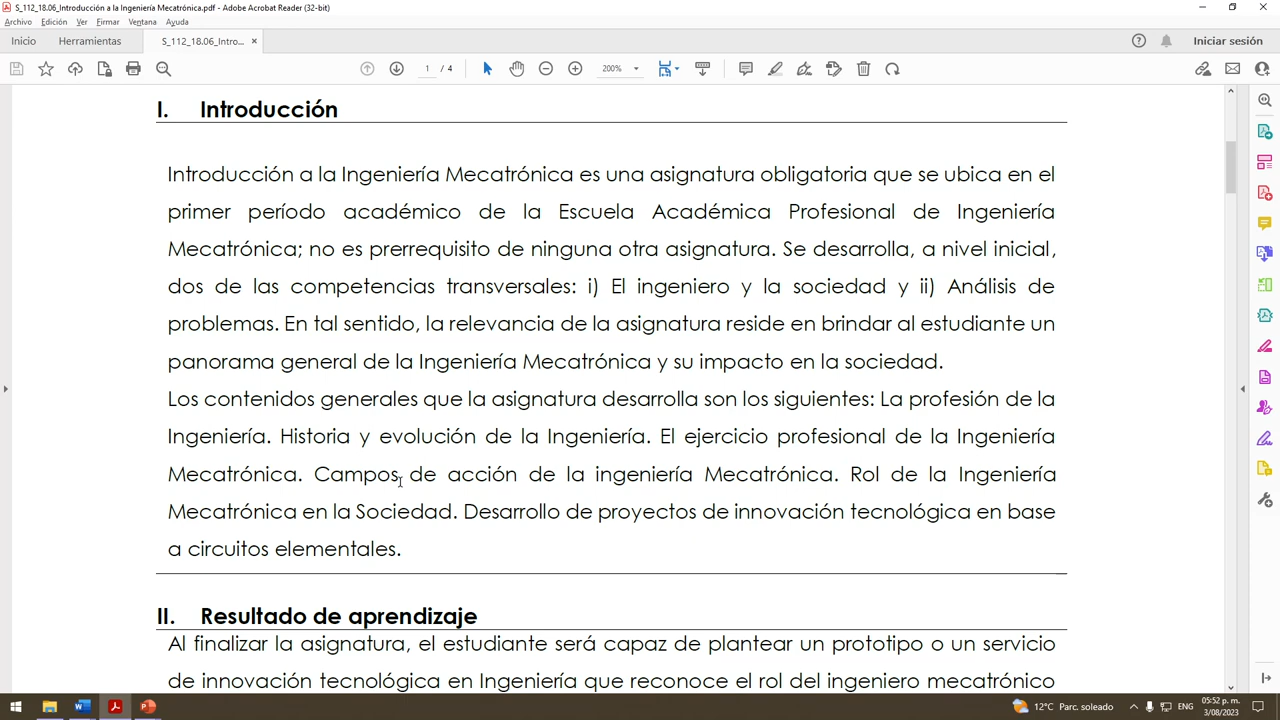 S_112_18.06_Introducción a la Ingeniería Mecatrónica.pdf - Adobe Acrobat Reader (32-bit)
Archivo Edición Ver Firmar Ventana Ayuda
Inicio Herramientas S_112_18.06_Intro... × Iniciar sesión
1 / 4 200%
I. Introducción
Introducción a la Ingeniería Mecatrónica es una asignatura obligatoria que se ubica en el
primer período académico de la Escuela Académica Profesional de Ingeniería
Mecatrónica; no es prerrequisito de ninguna otra asignatura. Se desarrolla, a nivel inicial,
dos de las competencias transversales: i) El ingeniero y la sociedad y ii) Análisis de
problemas. En tal sentido, la relevancia de la asignatura reside en brindar al estudiante un
panorama general de la Ingeniería Mecatrónica y su impacto en la sociedad.
Los contenidos generales que la asignatura desarrolla son los siguientes: La profesión de la
Ingeniería. Historia y evolución de la Ingeniería. El ejercicio profesional de la Ingeniería
Mecatrónica. Campos de acción de la ingeniería Mecatrónica. Rol de la Ingeniería
Mecatrónica en la Sociedad. Desarrollo de proyectos de innovación tecnológica en base
a circuitos elementales.
II. Resultado de aprendizaje
Al finalizar la asignatura, el estudiante será capaz de plantear un prototipo o un servicio
de innovación tecnológica en Ingeniería que reconoce el rol del ingeniero mecatrónico
12°C Parc. soleado ENG 05:52 p. m.
3/08/2023